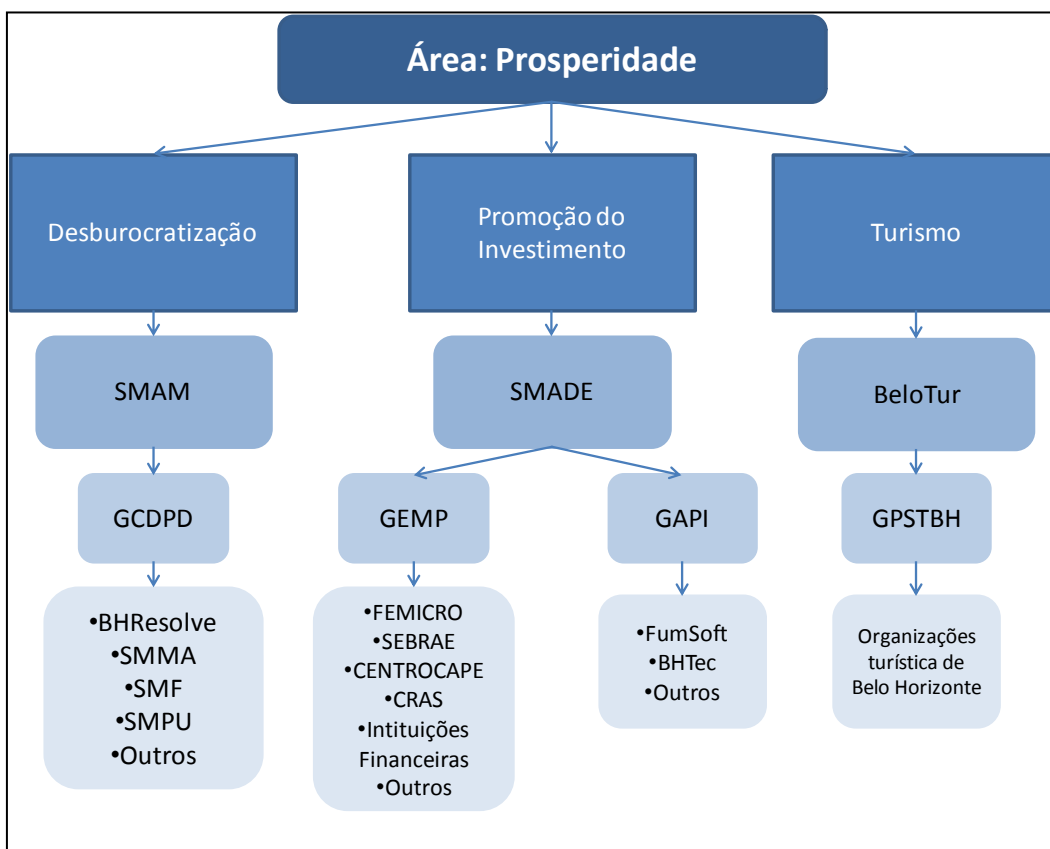 Área: Prosperidade
Desburocratização
Promoção do
Investimento
Turismo
SMAM
SMADE
BeloTur
GCDPD
GEMP
GAPI
GPSTBH
•BHResolve
•SMMA
•SMF
•SMPU
•Outros
•FEMICRO
•SEBRAE
•CENTROCAPE
•CRAS
•Intituições
Financeiras
•Outros
•FumSoft
•BHTec
•Outros
Organizações
turística de
Belo Horizonte